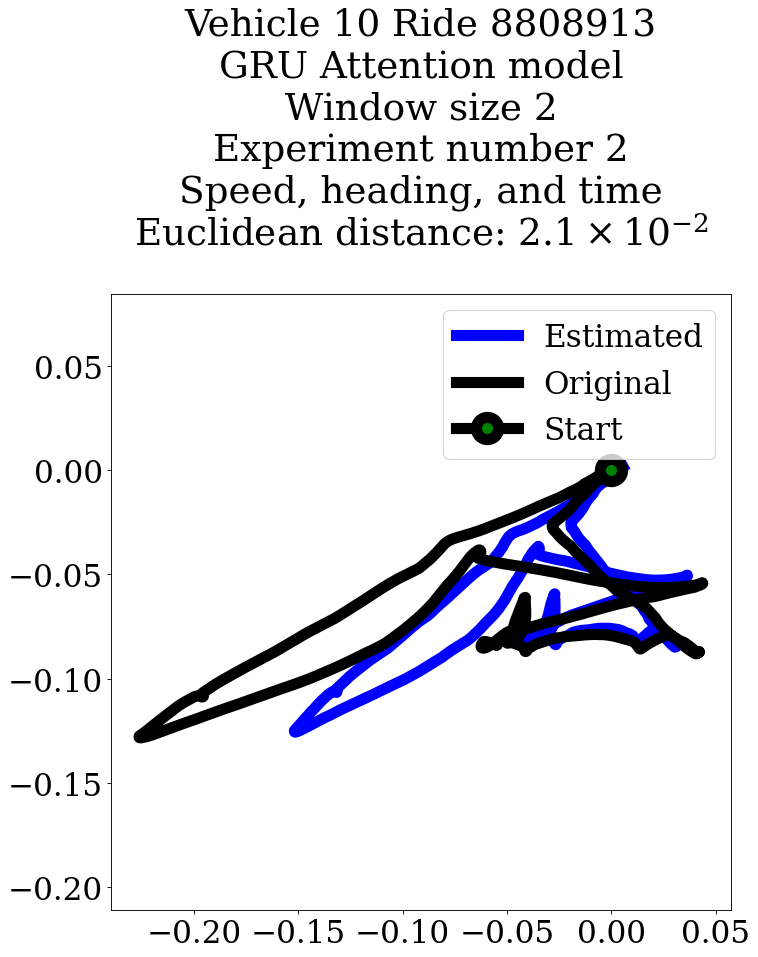 Vehicle 10 Ride 8808913
GRU Attention model
Window size 2
Experiment number 2
Speed, heading, and time
Euclidean distance: 2.1 × 10⁻²
Estimated
Original
Start
0.05
0.00
−0.05
−0.10
−0.15
−0.20
−0.20 −0.15 −0.10 −0.05 0.00 0.05